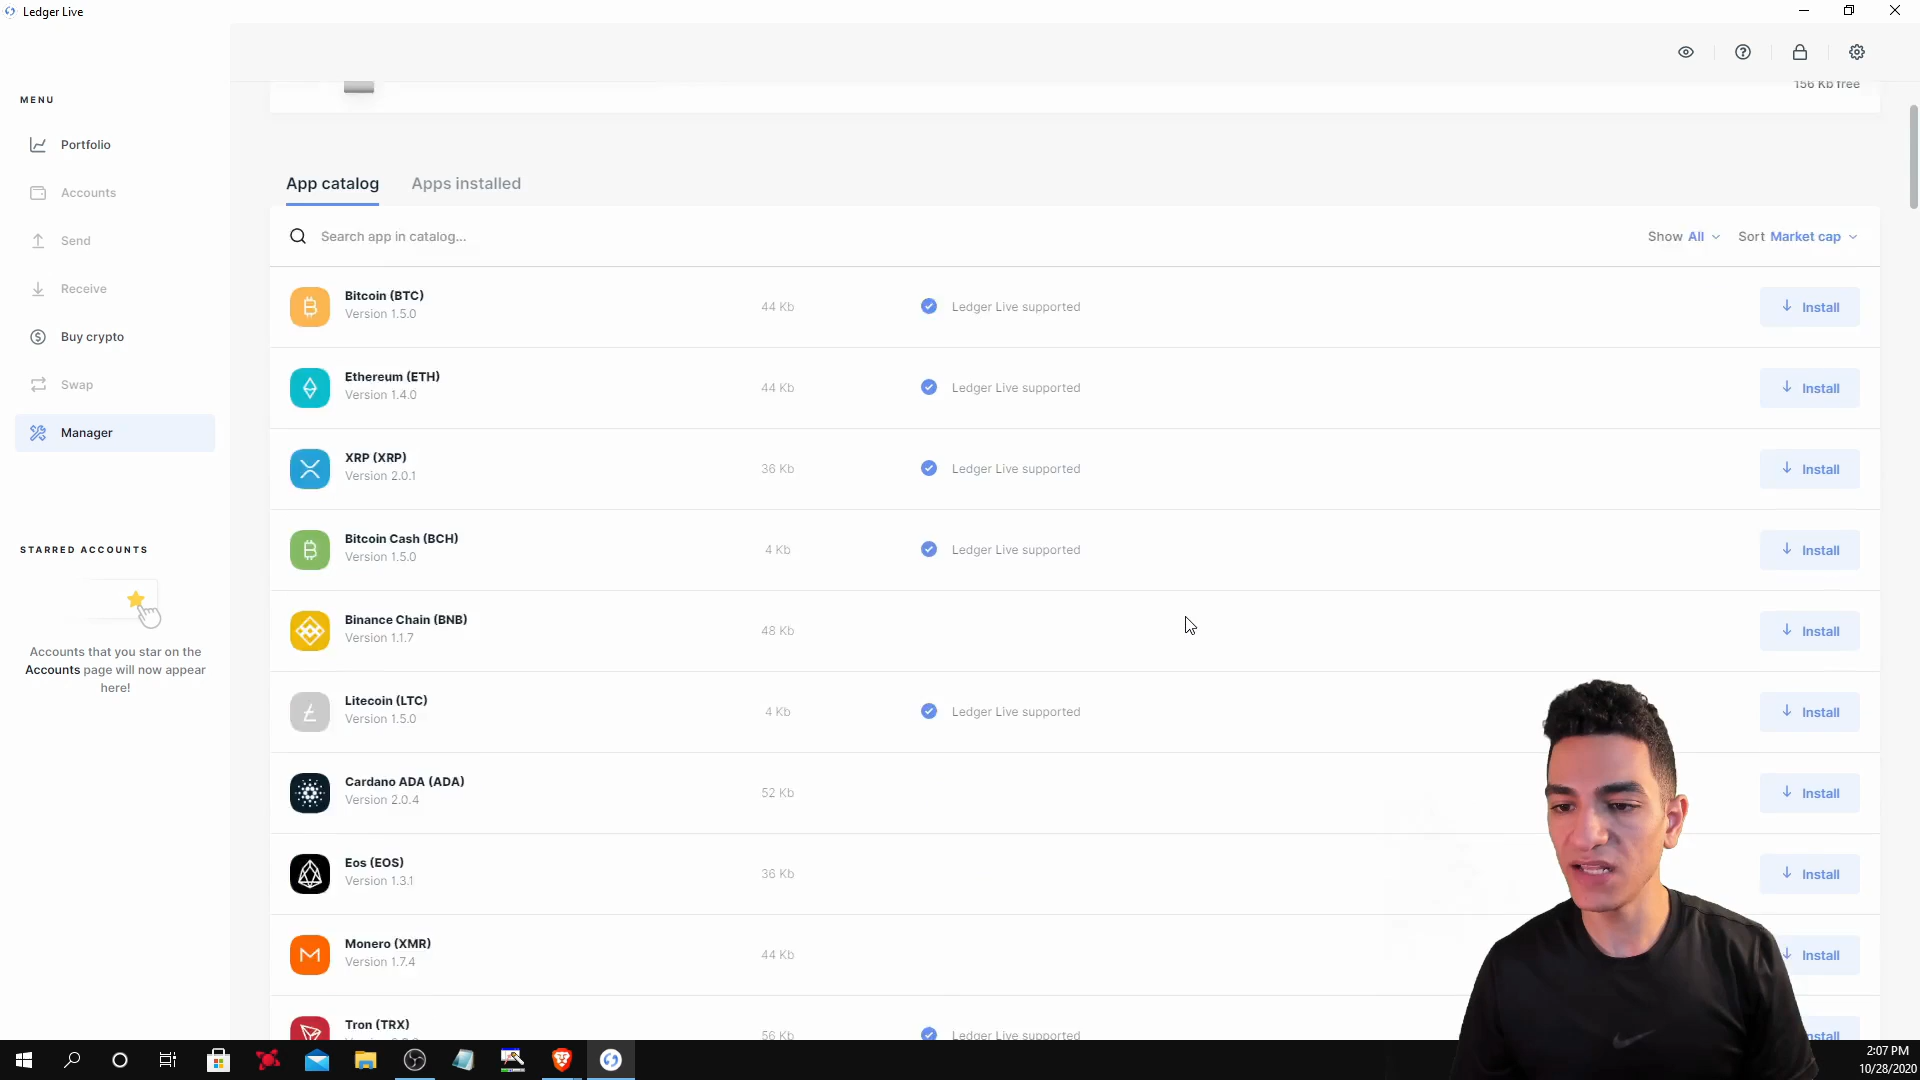 Ledger Live
MENU
Portfolio
Accounts
Send
Receive
Buy crypto
Swap
Manager
STARRED ACCOUNTS
Accounts that you star on the
Accounts page will now appear
here!
156 Kb free
App catalog Apps installed
Search app in catalog...
Show All Sort Market cap
Bitcoin (BTC)
Version 1.5.0
44 Kb Ledger Live supported Install
Ethereum (ETH)
Version 1.4.0
44 Kb Ledger Live supported Install
XRP (XRP)
Version 2.0.1
36 Kb Ledger Live supported Install
Bitcoin Cash (BCH)
Version 1.5.0
4 Kb Ledger Live supported Install
Binance Chain (BNB)
Version 1.1.7
48 Kb Install
Litecoin (LTC)
Version 1.5.0
4 Kb Ledger Live supported Install
Cardano ADA (ADA)
Version 2.0.4
52 Kb Install
Eos (EOS)
Version 1.3.1
36 Kb Install
Monero (XMR)
Version 1.7.4
44 Kb Install
Tron (TRX)
56 Kb Ledger Live supported Install
2:07 PM
10/28/2020